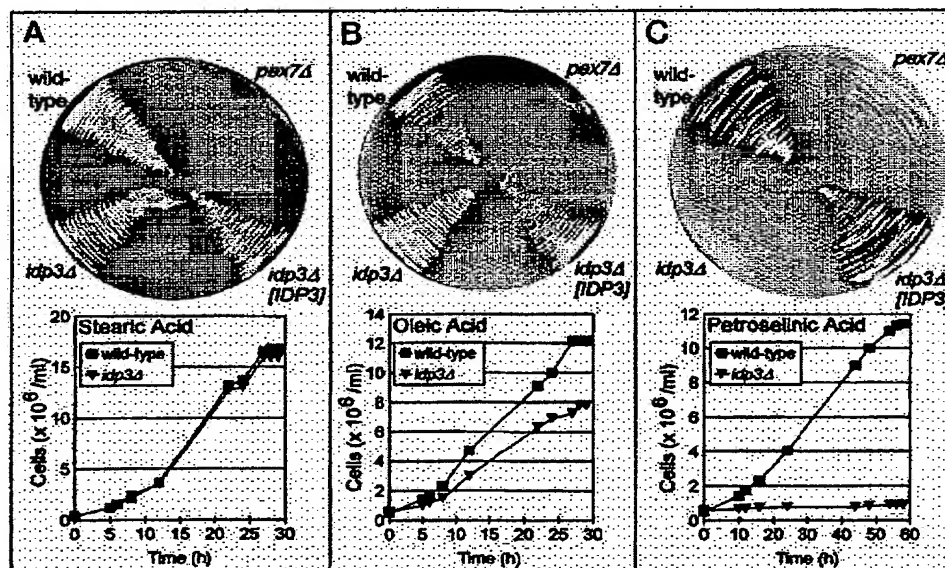 A
wild-type
pex7Δ
idp3Δ
idp3Δ
[IDP3]
Stearic Acid
wild-type
idp3Δ
Cells (x 10⁶/ml)
20
15
10
5
0
0 5 10 15 20 25 30
Time (h)
B
wild-type
pex7Δ
idp3Δ
idp3Δ
[IDP3]
Oleic Acid
wild-type
idp3Δ
Cells (x 10⁶/ml)
14
12
10
8
6
4
2
0
0 5 10 15 20 25 30
Time (h)
C
wild-type
pex7Δ
idp3Δ
idp3Δ
[IDP3]
Petroselinic Acid
wild-type
idp3Δ
Cells (x 10⁶/ml)
12
10
8
6
4
2
0
0 10 20 30 40 50 60
Time (h)